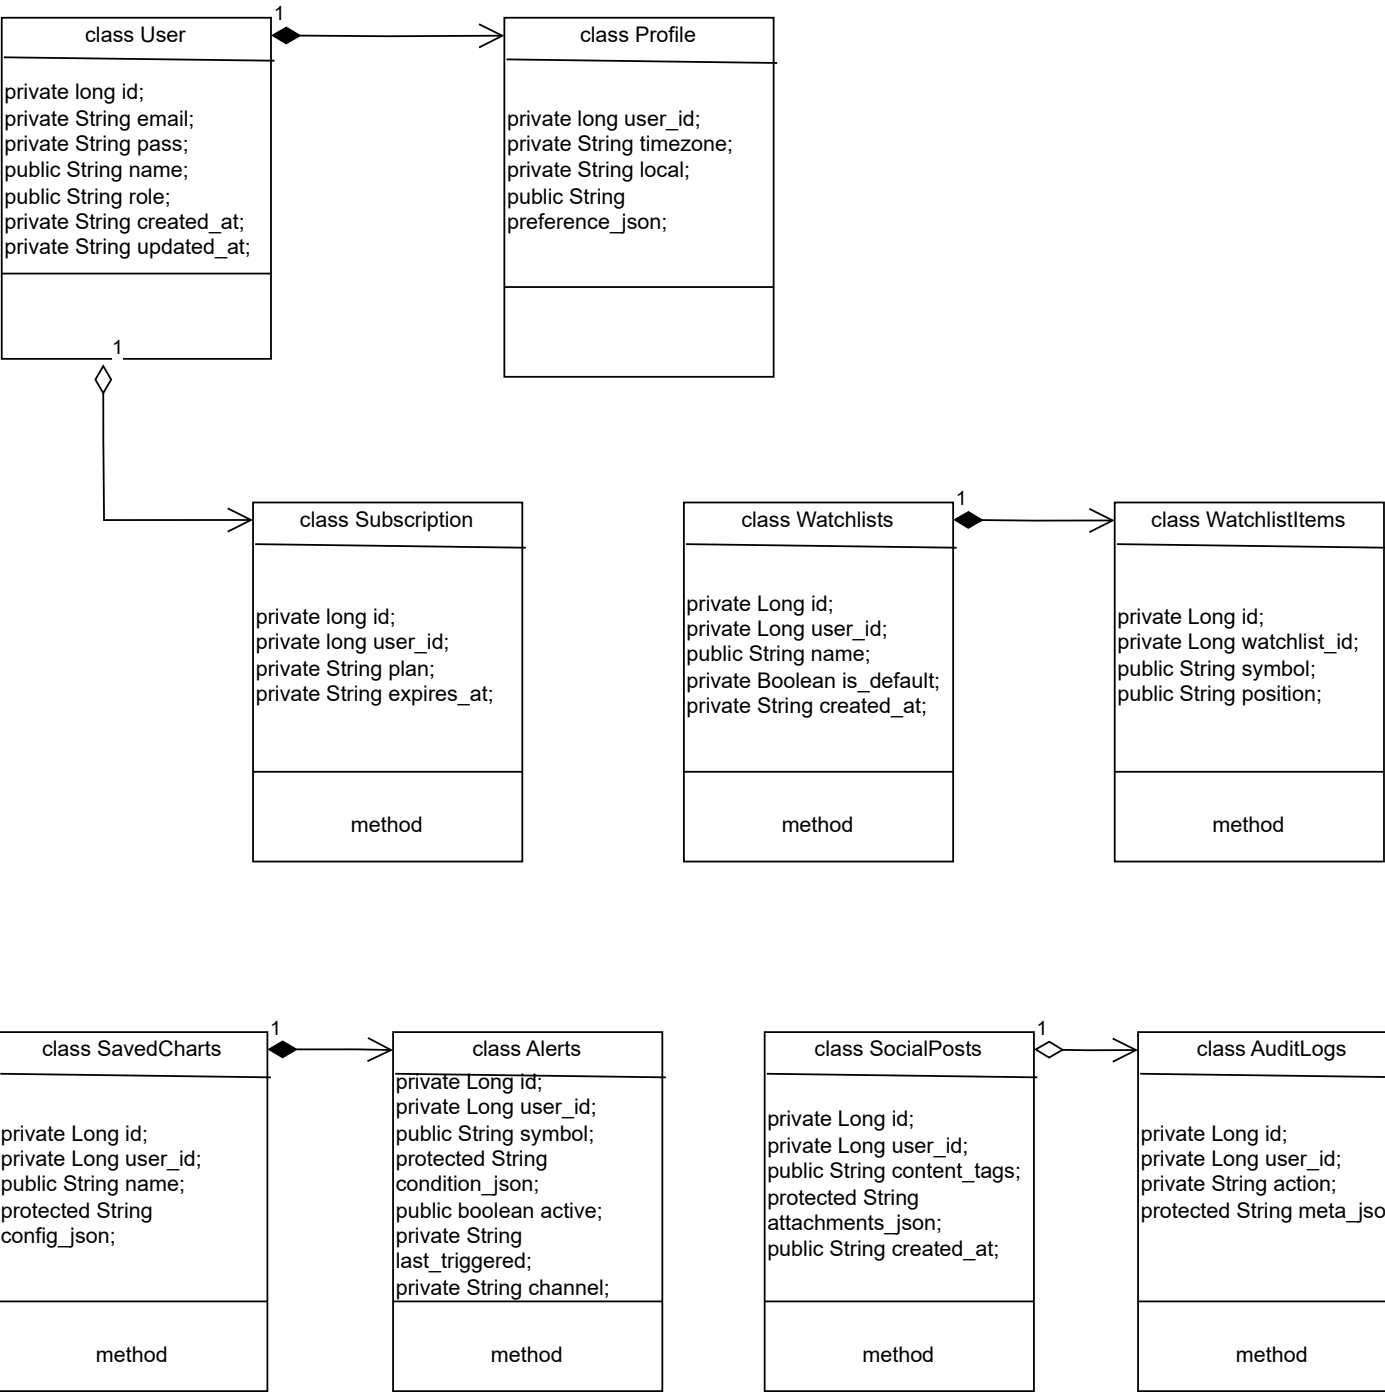 1
class User
private long id;
private String email;
private String pass;
public String name;
public String role;
private String created_at;
private String updated_at;
1
class Profile
private long user_id;
private String timezone;
private String local;
public String
preference_json;
class Subscription
private long id;
private long user_id;
private String plan;
private String expires_at;
method
1
class Watchlists
private Long id;
private Long user_id;
public String name;
private Boolean is_default;
private String created_at;
method
class WatchlistItems
private Long id;
private Long watchlist_id;
public String symbol;
public String position;
method
1
class SavedCharts
private Long id;
private Long user_id;
public String name;
protected String
config_json;
method
class Alerts
private Long id;
private Long user_id;
public String symbol;
protected String
condition_json;
public boolean active;
private String
last_triggered;
private String channel;
method
1
class SocialPosts
private Long id;
private Long user_id;
public String content_tags;
protected String
attachments_json;
public String created_at;
method
class AuditLogs
private Long id;
private Long user_id;
private String action;
protected String meta_jso
method